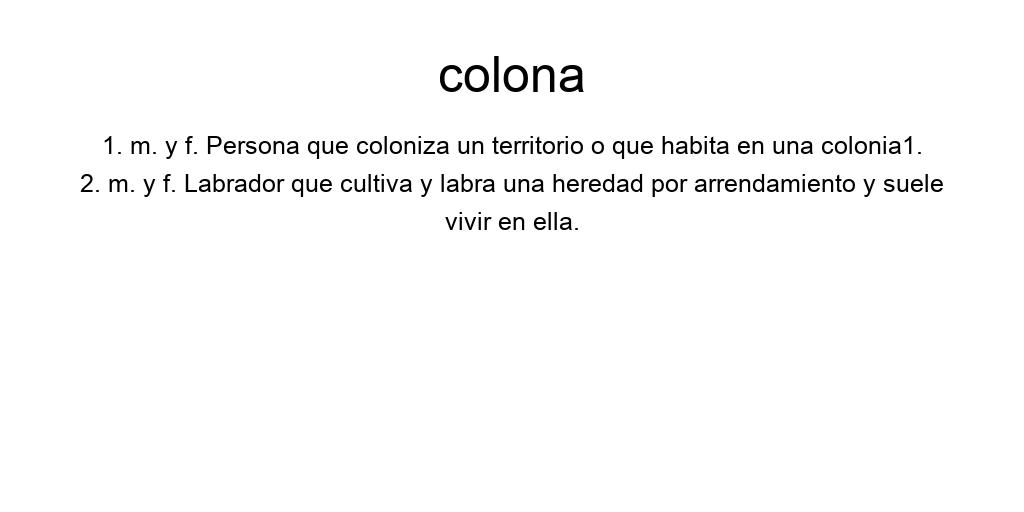 colona
1. m. y f. Persona que coloniza un territorio o que habita en una colonia1.
2. m. y f. Labrador que cultiva y labra una heredad por arrendamiento y suele
vivir en ella.